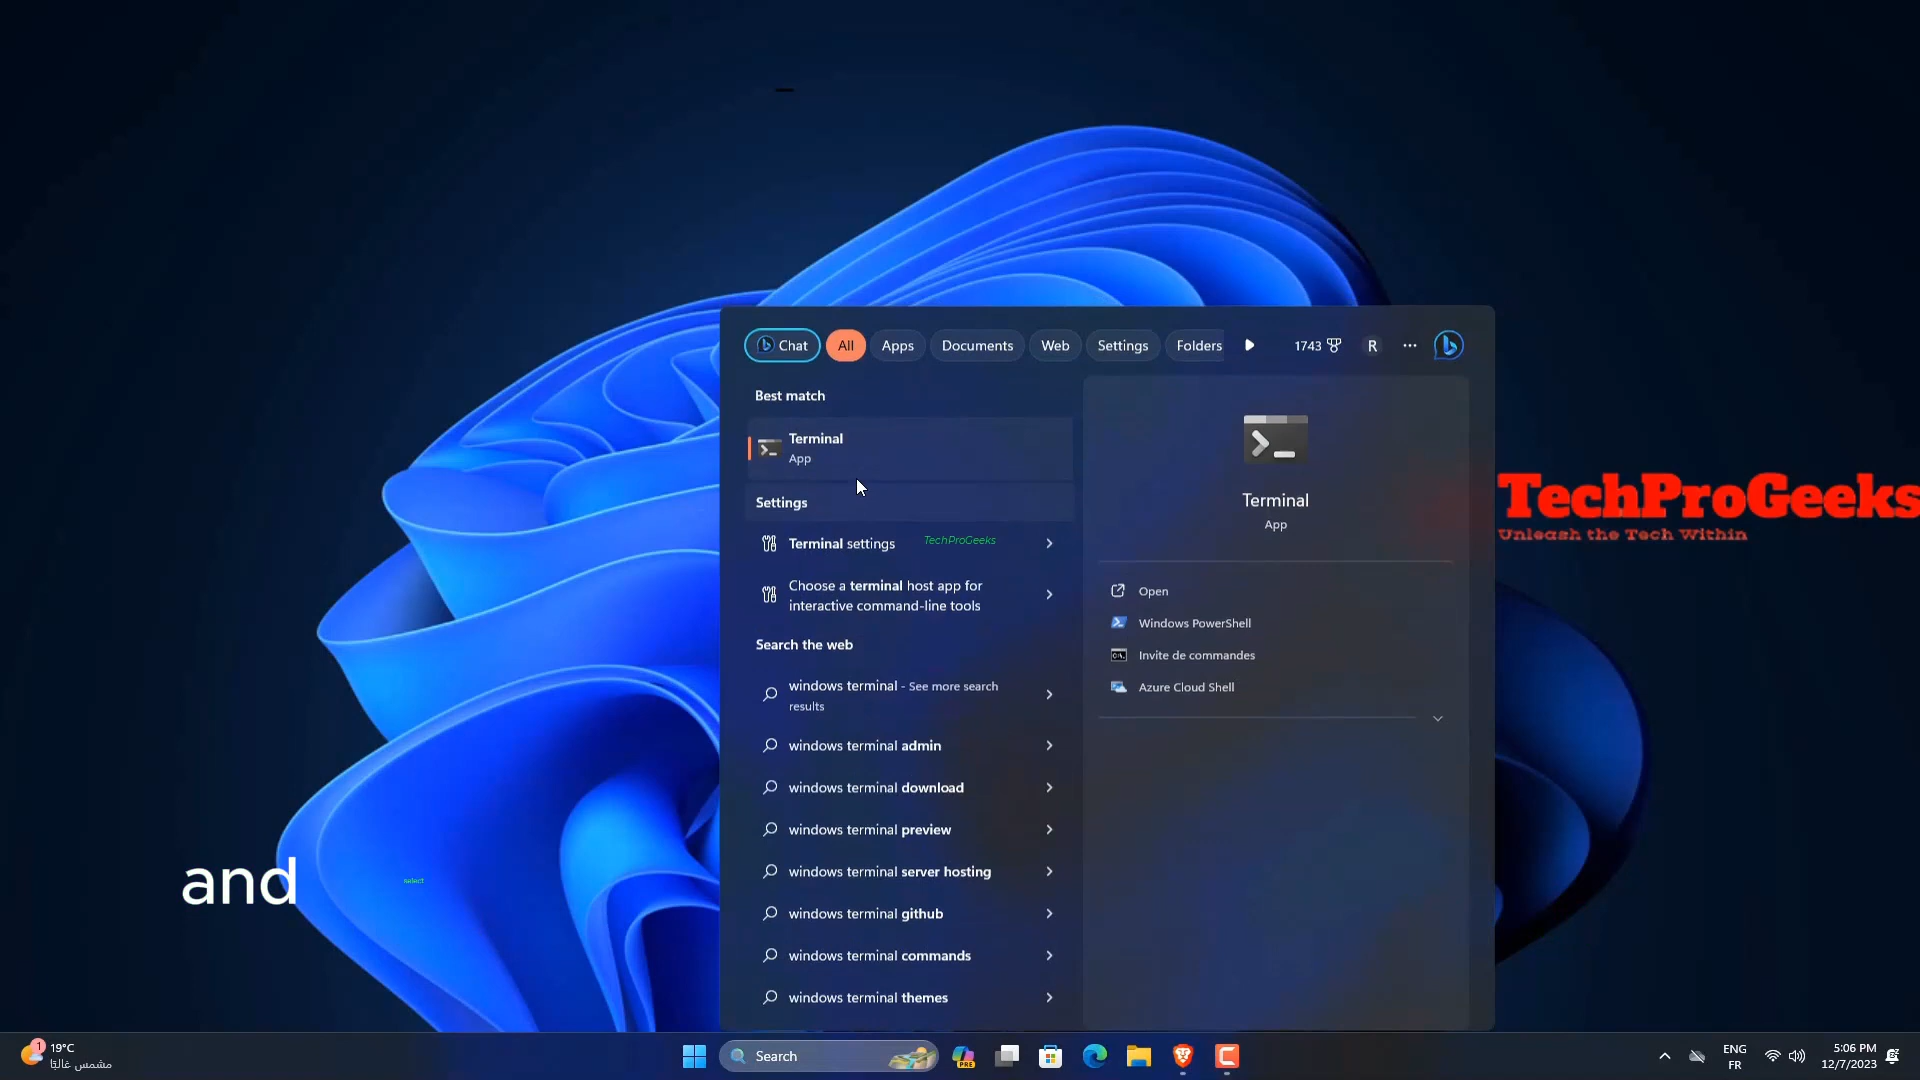 Chat
All
Apps
Documents
Web
Settings
Folders
1743
R
Best match
Terminal
App
Settings
Terminal settings
TechProGeeks
Choose a terminal host app for
interactive command-line tools
Search the web
windows terminal - See more search
results
windows terminal admin
windows terminal download
windows terminal preview
windows terminal server hosting
windows terminal github
windows terminal commands
windows terminal themes
Terminal
App
Open
Windows PowerShell
Invite de commandes
Azure Cloud Shell
TechProGeeks
Unleash the Tech Within
and
select
1
19°C
مشمس غالبًا
Search
PRE
ENG
FR
5:06 PM
12/7/2023